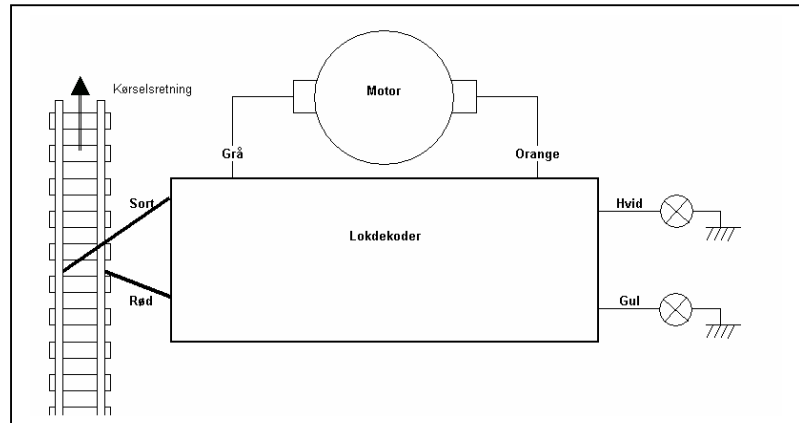 Kørselsretning
Motor
Grå
Orange
Sort
Hvid
Lokdekoder
Rød
Gul